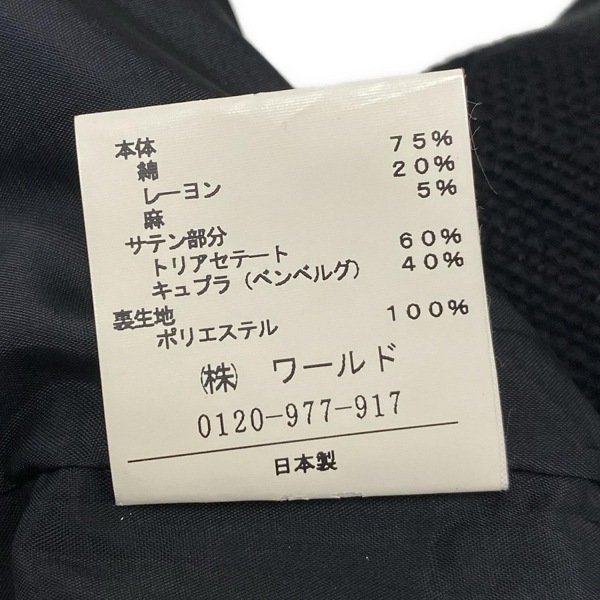 本体
綿 75%
レーヨン 20%
麻 5%
サテン部分
トリアセテート 60%
キュプラ(ベンベルグ) 40%
裏生地
ポリエステル 100%
㈱ ワールド
0120-977-917
日本製